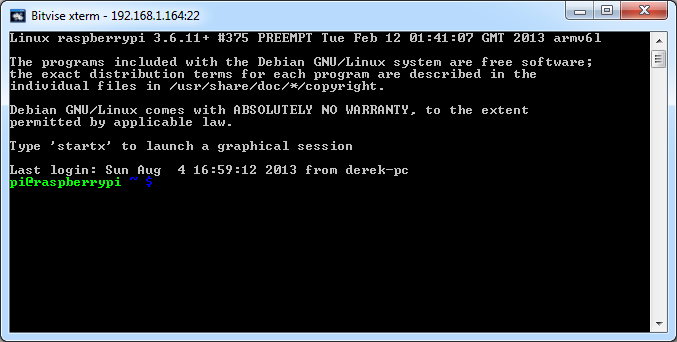 Bitvise xterm - 192.168.1.164:22
Linux raspberrypi 3.6.11+ #375 PREEMPT Tue Feb 12 01:41:07 GMT 2013 armv6l
The programs included with the Debian GNU/Linux system are free software;
the exact distribution terms for each program are described in the
individual files in /usr/share/doc/*/copyright.
Debian GNU/Linux comes with ABSOLUTELY NO WARRANTY, to the extent
permitted by applicable law.
Type 'startx' to launch a graphical session
Last login: Sun Aug  4 16:59:12 2013 from derek-pc
pi@raspberrypi ~ $